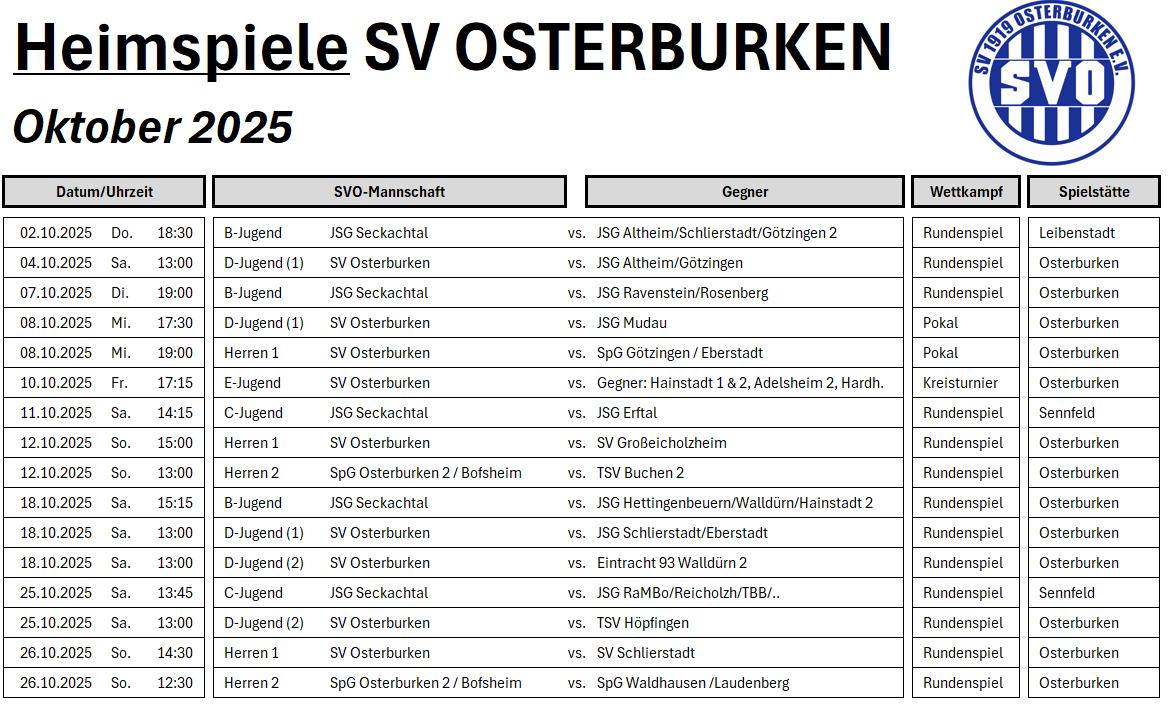 Heimspiele SV OSTERBURKEN
SV 1919 OSTERBURKEN E.V.
SVO
Oktober 2025
Datum/Uhrzeit SVO-Mannschaft Gegner Wettkampf Spielstätte
02.10.2025 Do. 18:30 B-Jugend JSG Seckachtal vs. JSG Altheim/Schlierstadt/Götzingen 2 Rundenspiel Leibenstadt
04.10.2025 Sa. 13:00 D-Jugend (1) SV Osterburken vs. JSG Altheim/Götzingen Rundenspiel Osterburken
07.10.2025 Di. 19:00 B-Jugend JSG Seckachtal vs. JSG Ravenstein/Rosenberg Rundenspiel Osterburken
08.10.2025 Mi. 17:30 D-Jugend (1) SV Osterburken vs. JSG Mudau Pokal Osterburken
08.10.2025 Mi. 19:00 Herren 1 SV Osterburken vs. SpG Götzingen / Eberstadt Pokal Osterburken
10.10.2025 Fr. 17:15 E-Jugend SV Osterburken vs. Gegner: Hainstadt 1 & 2, Adelsheim 2, Hardh. Kreisturnier Osterburken
11.10.2025 Sa. 14:15 C-Jugend JSG Seckachtal vs. JSG Erftal Rundenspiel Sennfeld
12.10.2025 So. 15:00 Herren 1 SV Osterburken vs. SV Großeicholzheim Rundenspiel Osterburken
12.10.2025 So. 13:00 Herren 2 SpG Osterburken 2 / Bofsheim vs. TSV Buchen 2 Rundenspiel Osterburken
18.10.2025 Sa. 15:15 B-Jugend JSG Seckachtal vs. JSG Hettingenbeuern/Walldürn/Hainstadt 2 Rundenspiel Osterburken
18.10.2025 Sa. 13:00 D-Jugend (1) SV Osterburken vs. JSG Schlierstadt/Eberstadt Rundenspiel Osterburken
18.10.2025 Sa. 13:00 D-Jugend (2) SV Osterburken vs. Eintracht 93 Walldürn 2 Rundenspiel Osterburken
25.10.2025 Sa. 13:45 C-Jugend JSG Seckachtal vs. JSG RaMBo/Reicholzh/TBB/.. Rundenspiel Sennfeld
25.10.2025 Sa. 13:00 D-Jugend (2) SV Osterburken vs. TSV Höpfingen Rundenspiel Osterburken
26.10.2025 So. 14:30 Herren 1 SV Osterburken vs. SV Schlierstadt Rundenspiel Osterburken
26.10.2025 So. 12:30 Herren 2 SpG Osterburken 2 / Bofsheim vs. SpG Waldhausen /Laudenberg Rundenspiel Osterburken